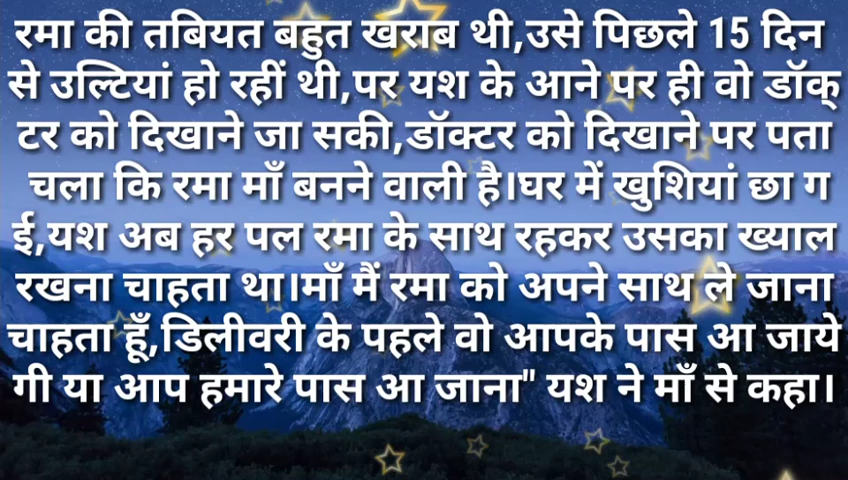 रमा की तबियत बहुत खराब थी,उसे पिछले 15 दिन
से उल्टियां हो रहीं थी,पर यश के आने पर ही वो डॉक्
टर को दिखाने जा सकी,डॉक्टर को दिखाने पर पता
चला कि रमा माँ बनने वाली है।घर में खुशियां छा ग
ई,यश अब हर पल रमा के साथ रहकर उसका ख्याल
रखना चाहता था।माँ मैं रमा को अपने साथ ले जाना
चाहता हूँ,डिलीवरी के पहले वो आपके पास आ जाये
गी या आप हमारे पास आ जाना" यश ने माँ से कहा।